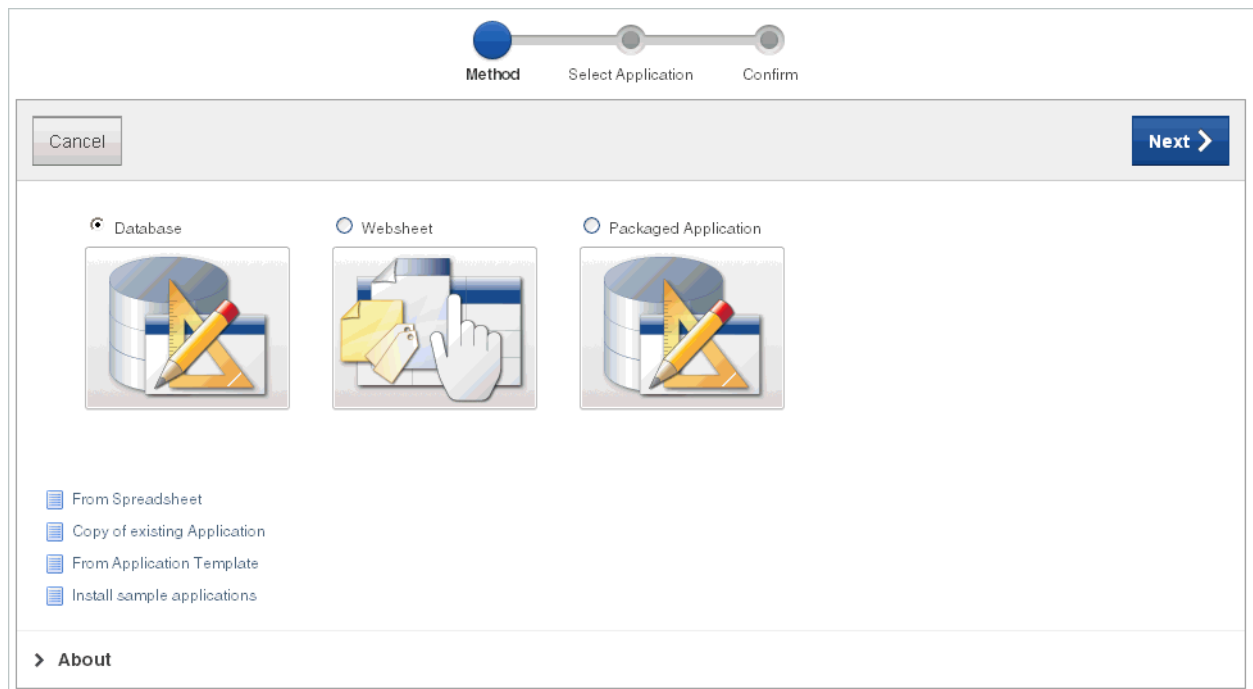 Method Select Application Confirm
Cancel
Next
Database Websheet Packaged Application
From Spreadsheet
Copy of existing Application
From Application Template
Install sample applications
About